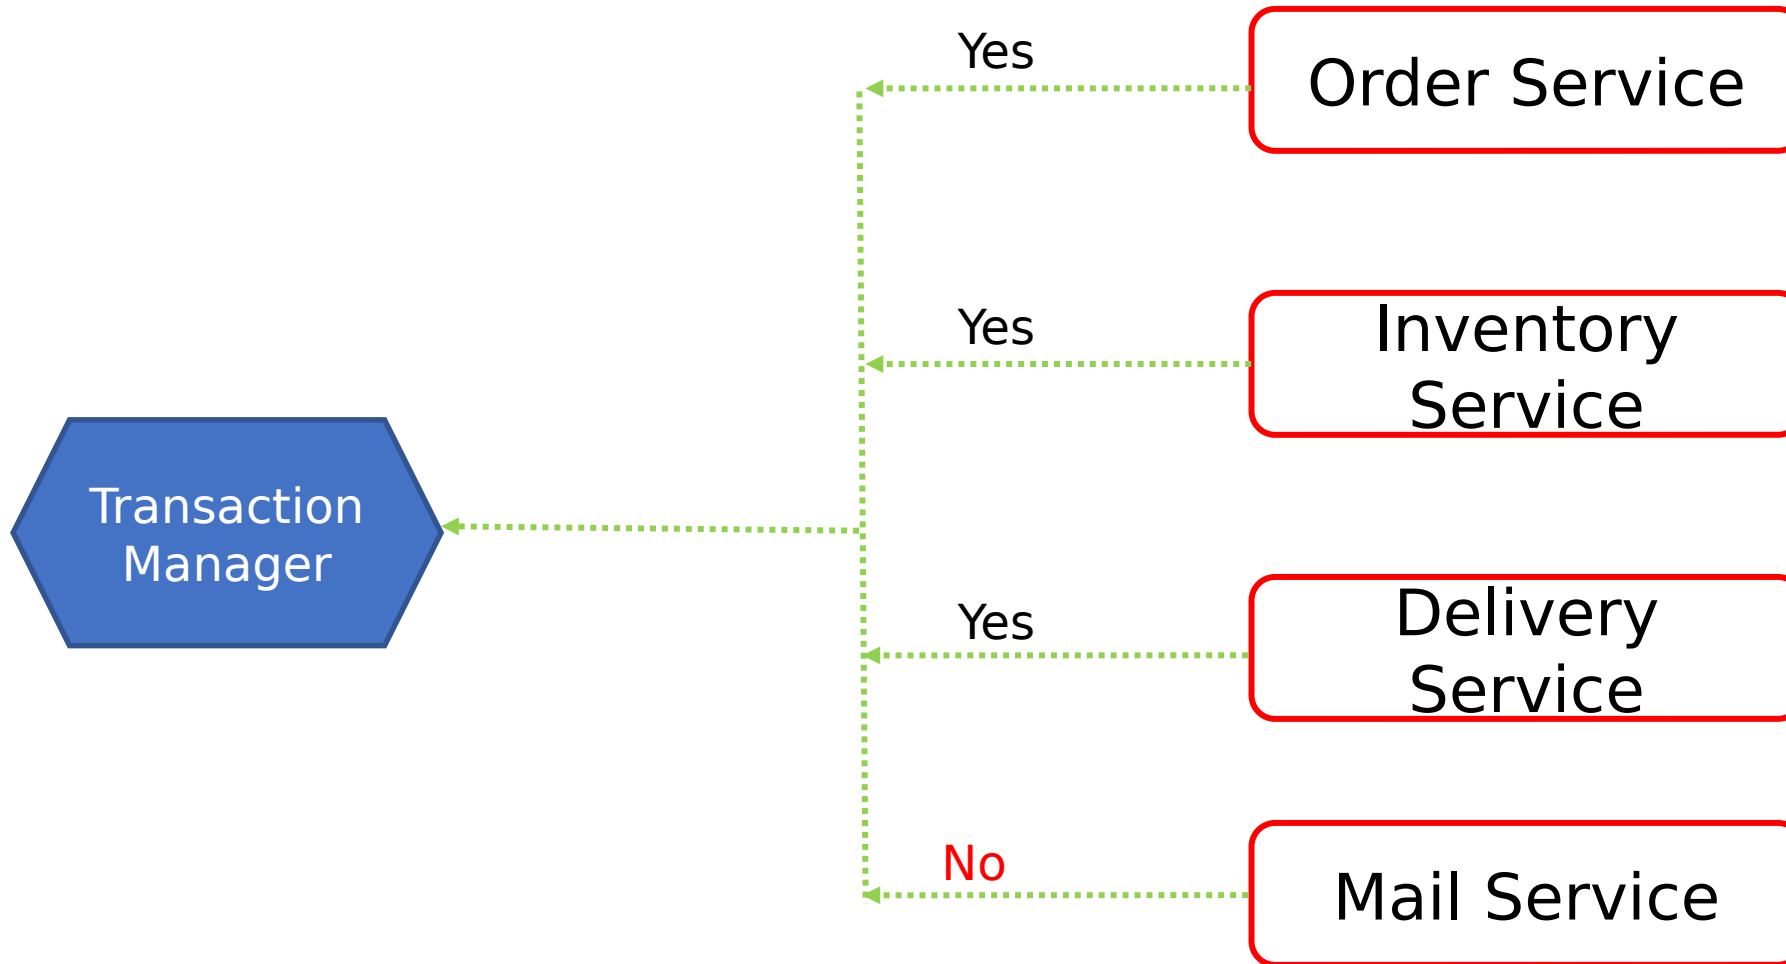 Yes
Order Service
Yes
Inventory
Service
Transaction
Manager
Yes
Delivery
Service
No
Mail Service